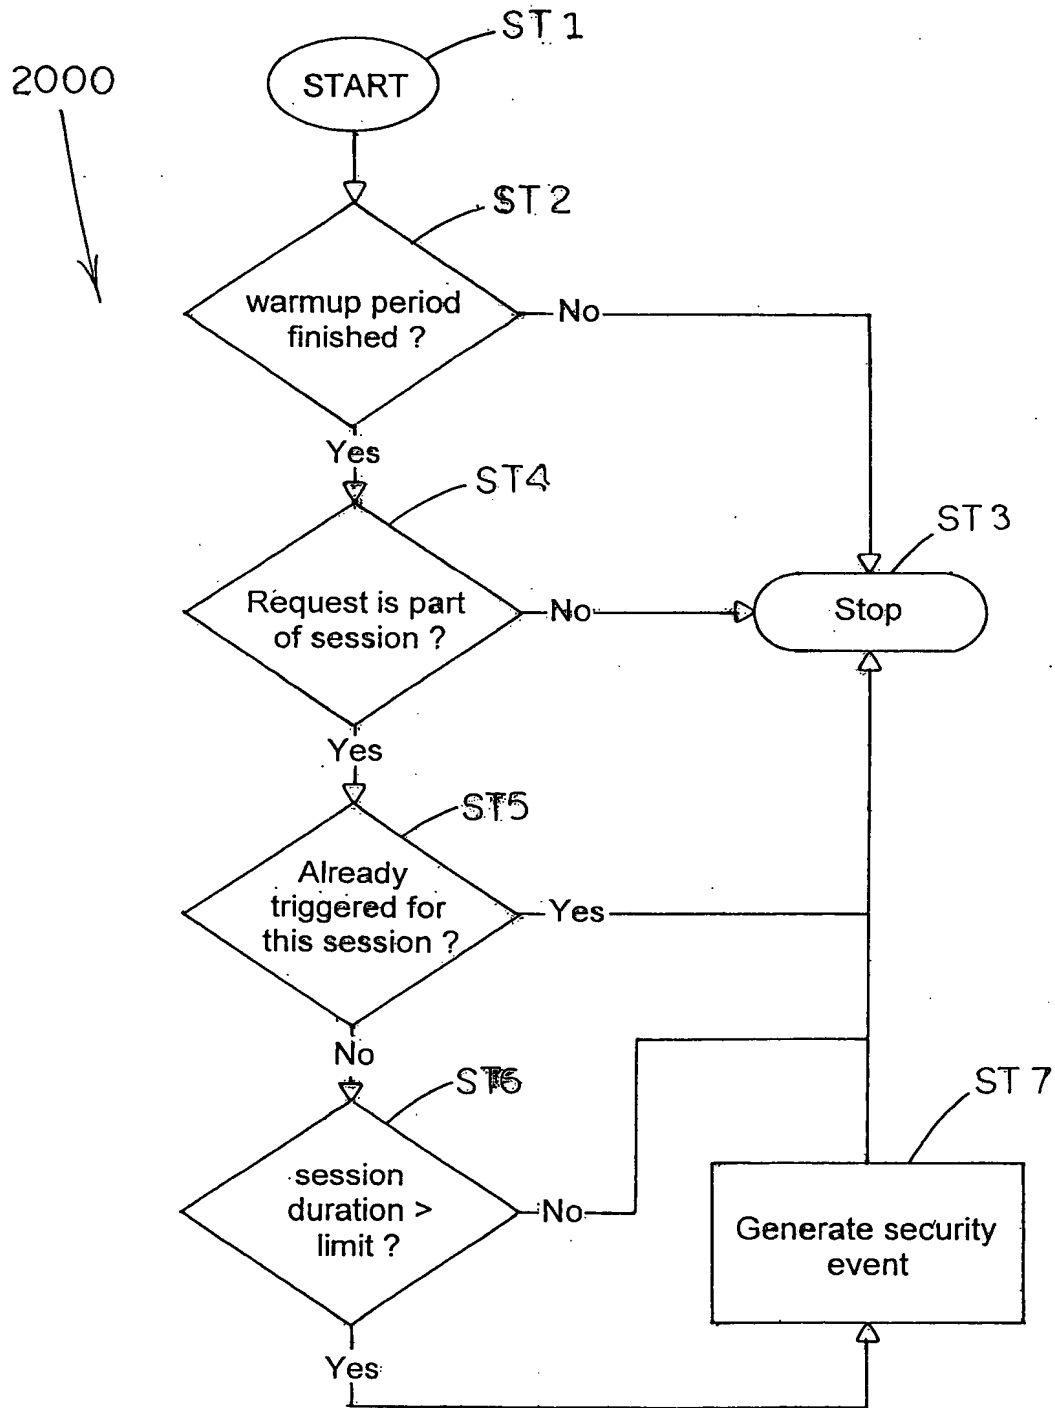 ST 1
2000
START
ST 2
warmup period
finished ?
No
Yes
ST4
ST 3
Request is part
of session ?
No
Stop
Yes
ST5
Already
triggered for
this session ?
Yes
No
ST6
ST 7
session
duration >
limit ?
No
Generate security
event
Yes